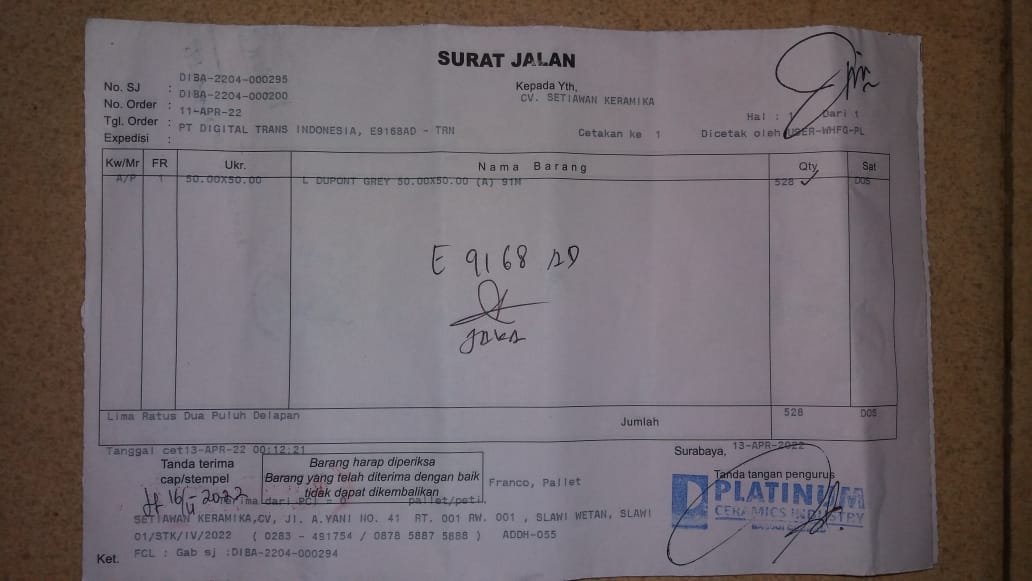 SURAT JALAN
No. SJ : DIBA-2204-000295
No. Order : DIBA-2204-000200
Tgl. Order : 11-APR-22
Expedisi : PT DIGITAL TRANS INDONESIA, E9168AD - TRN
Kepada Yth,
CV. SETIAWAN KERAMIKA
Hal : 1 Dari 1
Cetakan ke 1 Dicetak oleh USER-WHFG-PL
Kw/Mr FR Ukr. Nama Barang Qty Sat
A/P 1 50.00X50.00 L DUPONT GREY 50.00X50.00 (A) 91M 528 DOS
E 9168 AD
JAKA
Lima Ratus Dua Puluh Delapan Jumlah 528 DOS
Tanggal cet13-APR-22 00:12:21
Surabaya, 13-APR-2022
Tanda terima
cap/stempel
Barang harap diperiksa
Barang yang telah diterima dengan baik
tidak dapat dikembalikan
Franco, Pallet
Tanda tangan pengurus
PLATINUM
CERAMICS INDUSTRY
16/ - 2022
rima dari PCI = 0 pallet/peti,
SETIAWAN KERAMIKA,CV, Jl. A.YANI NO. 41 RT. 001 RW. 001 , SLAWI WETAN, SLAWI
01/STK/IV/2022 ( 0283 - 491754 / 0878 5887 5888 ) ADDH-055
Ket. FCL : Gab sj :DIBA-2204-000294